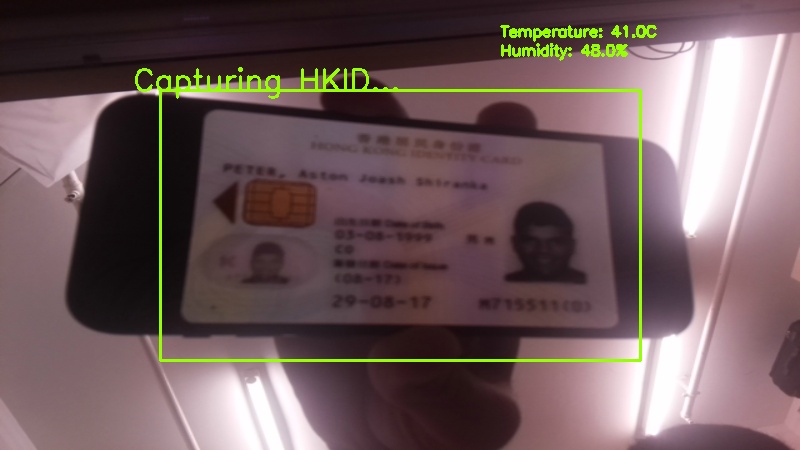 Temperature: 41.0C
Humidity: 48.0%
Capturing HKID...
香港永久性居民身份證
HONG KONG IDENTITY CARD
PETER, Aston Joash Shiranka
出生日期 Date of Birth
03-08-1999
男 M
CO
簽發日期 Date of Issue
(08-17)
29-08-17
M715511(0)